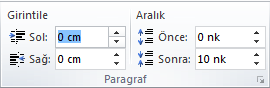 Girintile Aralık
Sol: 0 cm Önce: 0 nk
Sağ: 0 cm Sonra: 10 nk
Paragraf